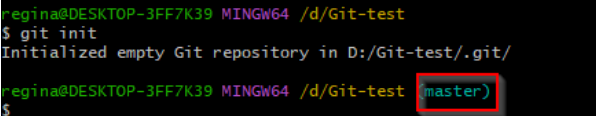 regina@DESKTOP-3FF7K39 MINGW64 /d/Git-test
$ git init
Initialized empty Git repository in D:/Git-test/.git/
regina@DESKTOP-3FF7K39 MINGW64 /d/Git-test (master)
$